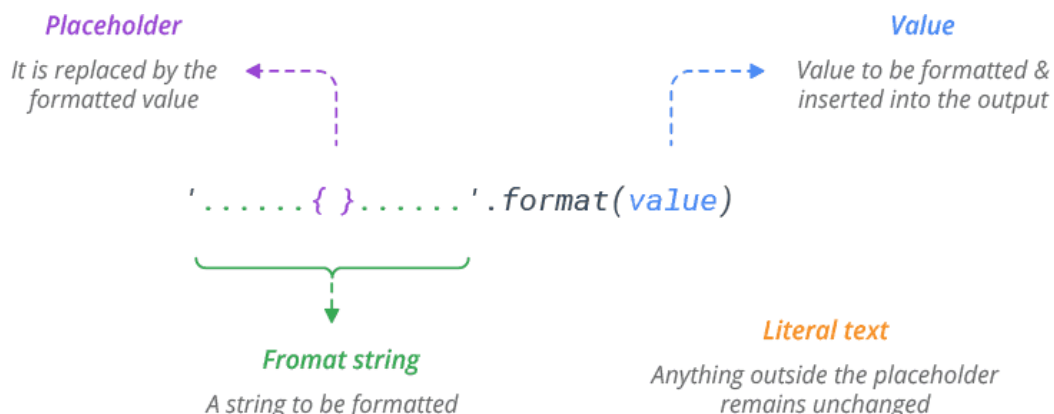 Placeholder
It is replaced by the
formatted value
Value
Value to be formatted &
inserted into the output
'......{ }......'.format(value)
Fromat string
A string to be formatted
Literal text
Anything outside the placeholder
remains unchanged